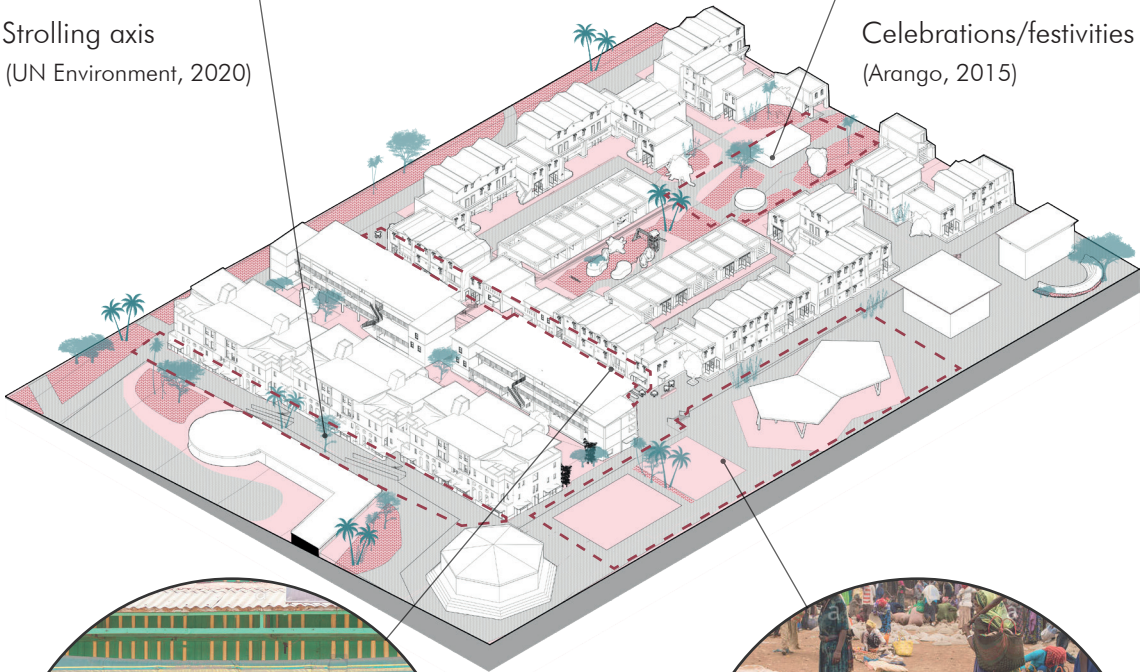 Strolling axis
(UN Environment, 2020)
Celebrations/festivities
(Arango, 2015)